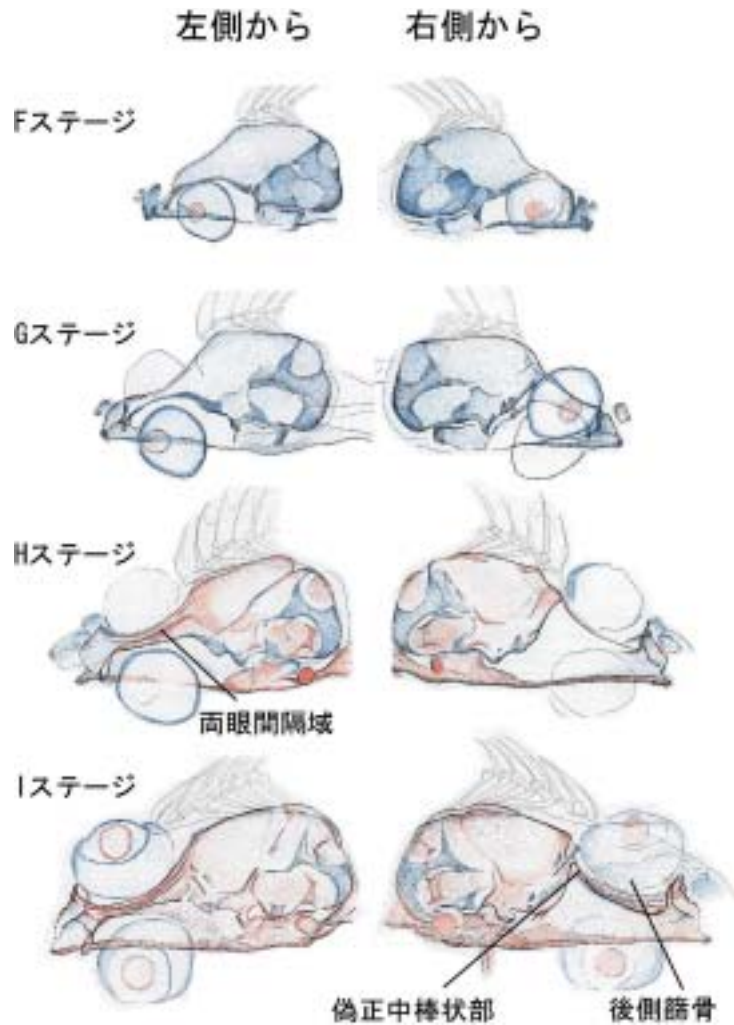 左側から 右側から
Fステージ
Gステージ
Hステージ
両眼間隔域
Iステージ
偽正中棒状部 後側篩骨